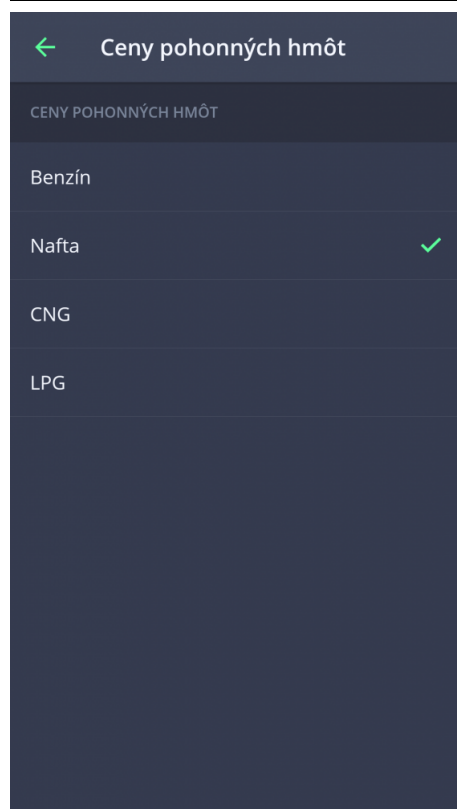 Ceny pohonných hmôt
CENY POHONNÝCH HMÔT
Benzín
Nafta
CNG
LPG